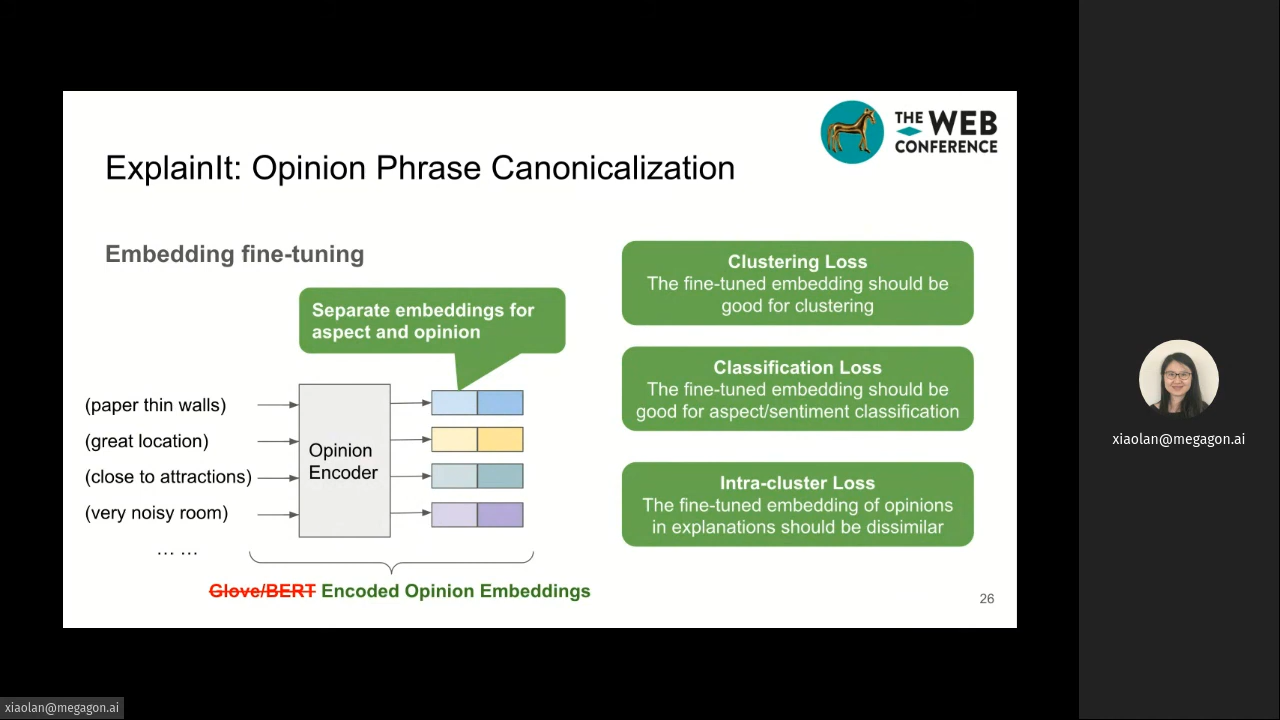 THE WEB
CONFERENCE
ExplainIt: Opinion Phrase Canonicalization
Embedding fine-tuning
Separate embeddings for
aspect and opinion
(paper thin walls)
(great location)
(close to attractions)
(very noisy room)
... ...
Opinion
Encoder
Glove/BERT Encoded Opinion Embeddings
Clustering Loss
The fine-tuned embedding should be
good for clustering
Classification Loss
The fine-tuned embedding should be
good for aspect/sentiment classification
Intra-cluster Loss
The fine-tuned embedding of opinions
in explanations should be dissimilar
26
xiaolan@megagon.ai
xiaolan@megagon.ai